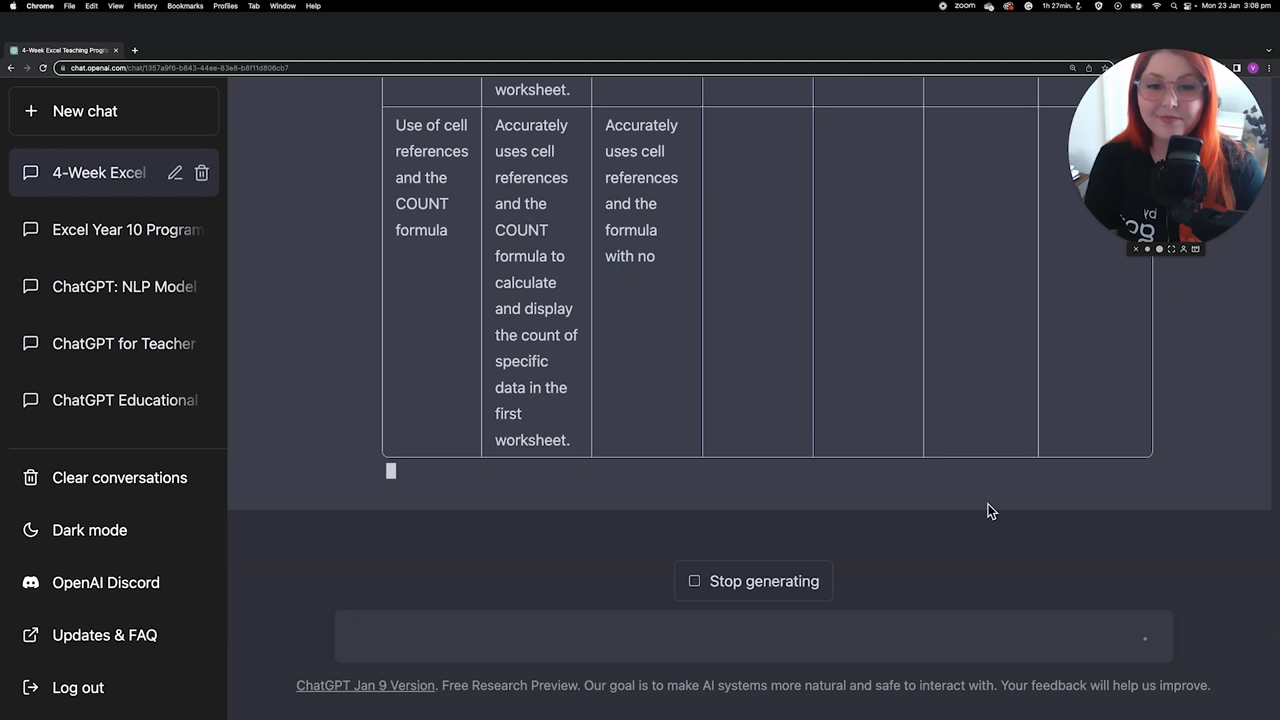 Chrome File Edit View History Bookmarks Profiles Tab Window Help
zoom
1h 27min.
Mon 23 Jan 3:08 pm
4-Week Excel Teaching Progr
chat.openai.com/chat/1357a9f6-b843-44ee-83e8-b8f11d806cb7
V
New chat
4-Week Excel
Excel Year 10 Program
ChatGPT: NLP Model
ChatGPT for Teacher
ChatGPT Educational
Clear conversations
Dark mode
OpenAI Discord
Updates & FAQ
Log out
worksheet.
Use of cell
references
and the
COUNT
formula
Accurately
uses cell
references
and the
COUNT
formula to
calculate
and display
the count of
specific
data in the
first
worksheet.
Accurately
uses cell
references
and the
formula
with no
Stop generating
ChatGPT Jan 9 Version. Free Research Preview. Our goal is to make AI systems more natural and safe to interact with. Your feedback will help us improve.